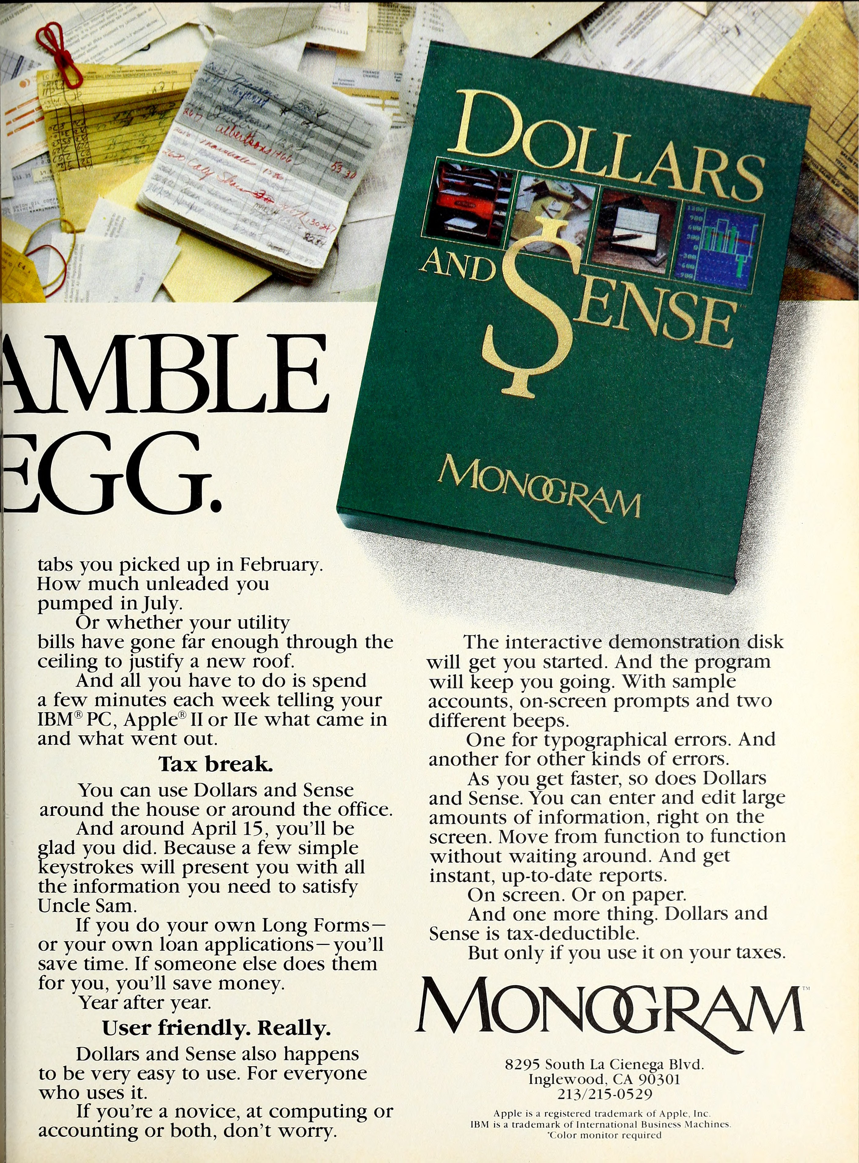 DOLLARS
AND $ENSE
MONOGRAM
AMBLE
EGG.
tabs you picked up in February.
How much unleaded you
pumped in July.
Or whether your utility
bills have gone far enough through the
ceiling to justify a new roof.
And all you have to do is spend
a few minutes each week telling your
IBM® PC, Apple® II or IIe what came in
and what went out.
Tax break.
You can use Dollars and Sense
around the house or around the office.
And around April 15, you'll be
glad you did. Because a few simple
keystrokes will present you with all
the information you need to satisfy
Uncle Sam.
If you do your own Long Forms—
or your own loan applications—you'll
save time. If someone else does them
for you, you'll save money.
Year after year.
User friendly. Really.
Dollars and Sense also happens
to be very easy to use. For everyone
who uses it.
If you're a novice, at computing or
accounting or both, don't worry.
The interactive demonstration disk
will get you started. And the program
will keep you going. With sample
accounts, on-screen prompts and two
different beeps.
One for typographical errors. And
another for other kinds of errors.
As you get faster, so does Dollars
and Sense. You can enter and edit large
amounts of information, right on the
screen. Move from function to function
without waiting around. And get
instant, up-to-date reports.
On screen. Or on paper.
And one more thing. Dollars and
Sense is tax-deductible.
But only if you use it on your taxes.
MONOGRAM™
8295 South La Cienega Blvd.
Inglewood, CA 90301
213/215-0529
Apple is a registered trademark of Apple, Inc.
IBM is a trademark of International Business Machines.
*Color monitor required